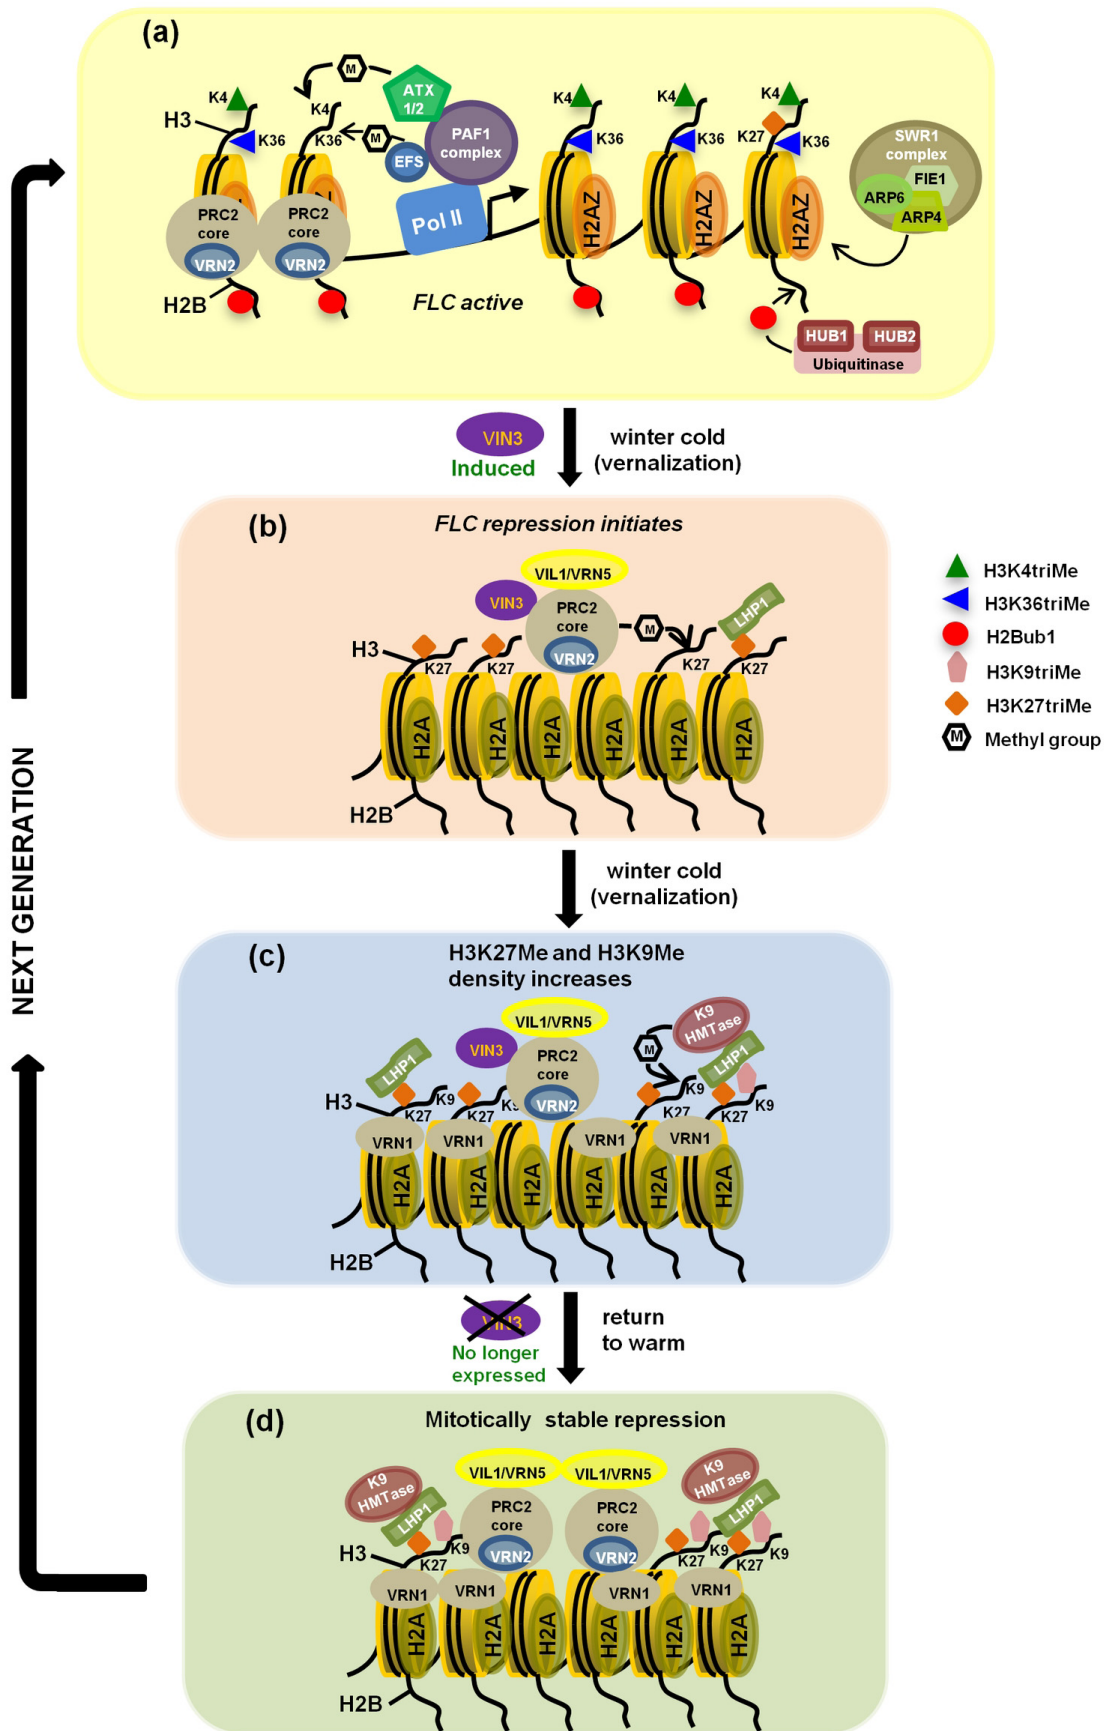 (a)
M
ATX
1/2
K4
K4
H3
K36
K36
M
EFS
PAF1
complex
K4
K36
K4
K36
K4
K27
K36
SWR1
complex
FIE1
ARP6
ARP4
PRC2
core
VRN2
PRC2
core
VRN2
Pol II
H2AZ
H2AZ
H2AZ
H2B
FLC active
HUB1
HUB2
Ubiquitinase
VIN3
Induced
winter cold
(vernalization)
(b)
FLC repression initiates
VIL1/VRN5
VIN3
PRC2
core
VRN2
M
LHP1
H3
K27
K27
K27
K27
H2A
H2A
H2A
H2A
H2A
H2A
H2B
H3K4triMe
H3K36triMe
H2Bub1
H3K9triMe
H3K27triMe
M
Methyl group
winter cold
(vernalization)
NEXT GENERATION
(c)
H3K27Me and H3K9Me
density increases
VIL1/VRN5
VIN3
PRC2
core
VRN2
K9
HMTase
M
LHP1
LHP1
H3
K27
K9
K27
K9
K27
K9
K27
K9
VRN1
VRN1
VRN1
VRN1
H2A
H2A
H2A
H2A
H2A
H2A
H2B
VIN3
No longer
expressed
return
to warm
(d)
Mitotically stable repression
VIL1/VRN5
VIL1/VRN5
K9
HMTase
LHP1
PRC2
core
VRN2
PRC2
core
VRN2
K9
HMTase
LHP1
H3
K27
K9
K27
K9
K27
K9
VRN1
VRN1
VRN1
VRN1
H2A
H2A
H2A
H2A
H2A
H2A
H2B